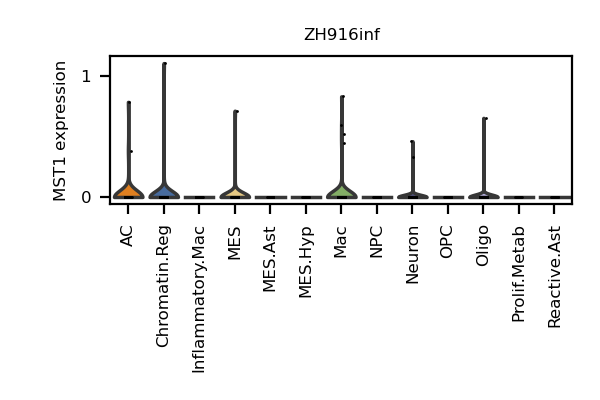 ZH916inf
MST1 expression
1
0
AC
Chromatin.Reg
Inflammatory.Mac
MES
MES.Ast
MES.Hyp
Mac
NPC
Neuron
OPC
Oligo
Prolif.Metab
Reactive.Ast